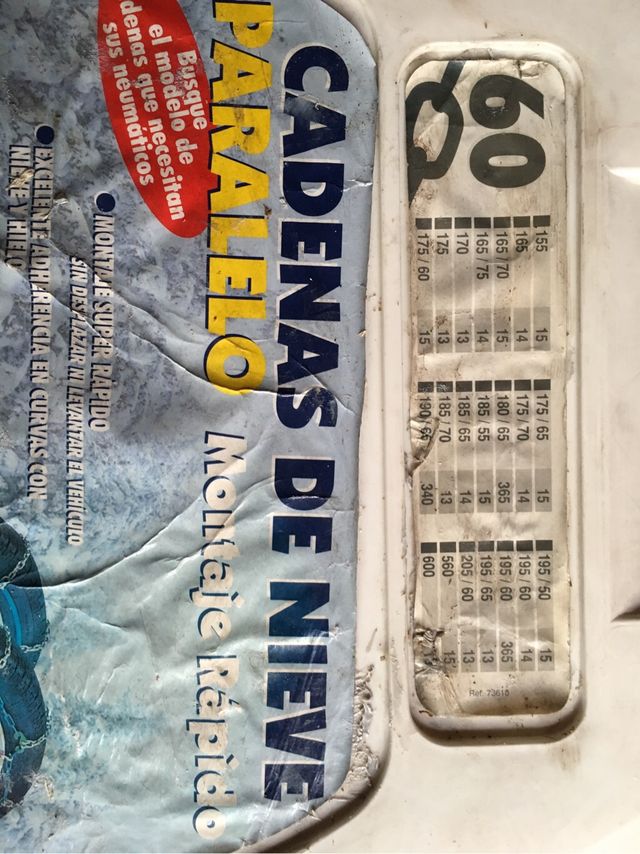 60
155 15 175 / 65 15 195 / 50 15
165 14 175 / 70 14 195 / 60 14
165 / 70 15 180 / 65 365 195 / 60 365
165 / 75 14 185 / 55 15 195 / 65 13
170 13 185 / 65 14 205 / 60 13
175 13 185 / 70 13 560 15
175 / 60 15 190 / 65 340 600
Ref. 73610
CADENAS DE NIEVE
PARALELO Montaje Rápido
Busque
el modelo de
denas que necesitan
sus neumáticos
MONTAJE SUPER RÁPIDO
SIN DESPLAZAR NI LEVANTAR EL VEHÍCULO
EXCELENTE ADHARENCIA EN CURVAS CON
NIEVE Y HIELO